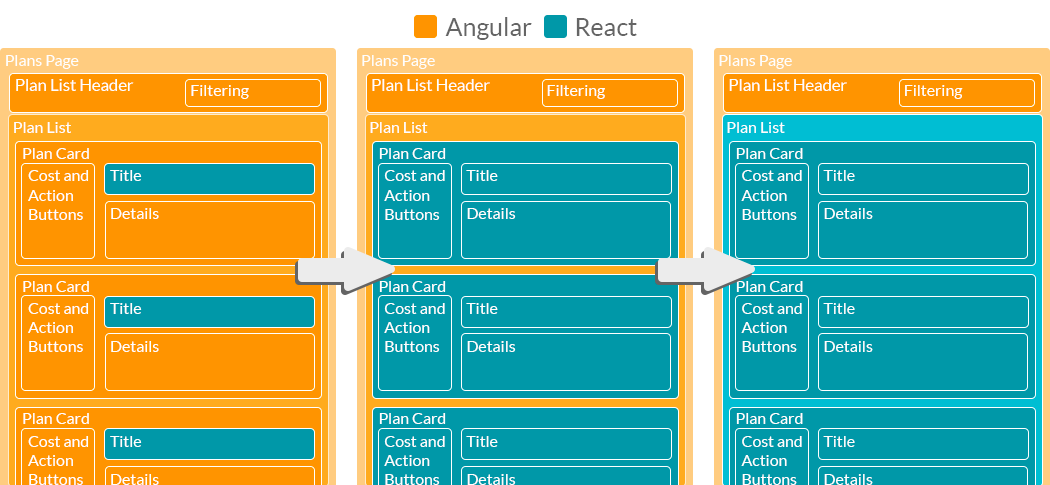 Angular React
Plans Page
Plan List Header
Filtering
Plan List
Plan Card
Cost and
Action
Buttons
Title
Details
Plan Card
Cost and
Action
Buttons
Title
Details
Plan Card
Cost and
Action
Buttons
Title
Details
Plans Page
Plan List Header
Filtering
Plan List
Plan Card
Cost and
Action
Buttons
Title
Details
Plan Card
Cost and
Action
Buttons
Title
Details
Plan Card
Cost and
Action
Buttons
Title
Details
Plans Page
Plan List Header
Filtering
Plan List
Plan Card
Cost and
Action
Buttons
Title
Details
Plan Card
Cost and
Action
Buttons
Title
Details
Plan Card
Cost and
Action
Buttons
Title
Details